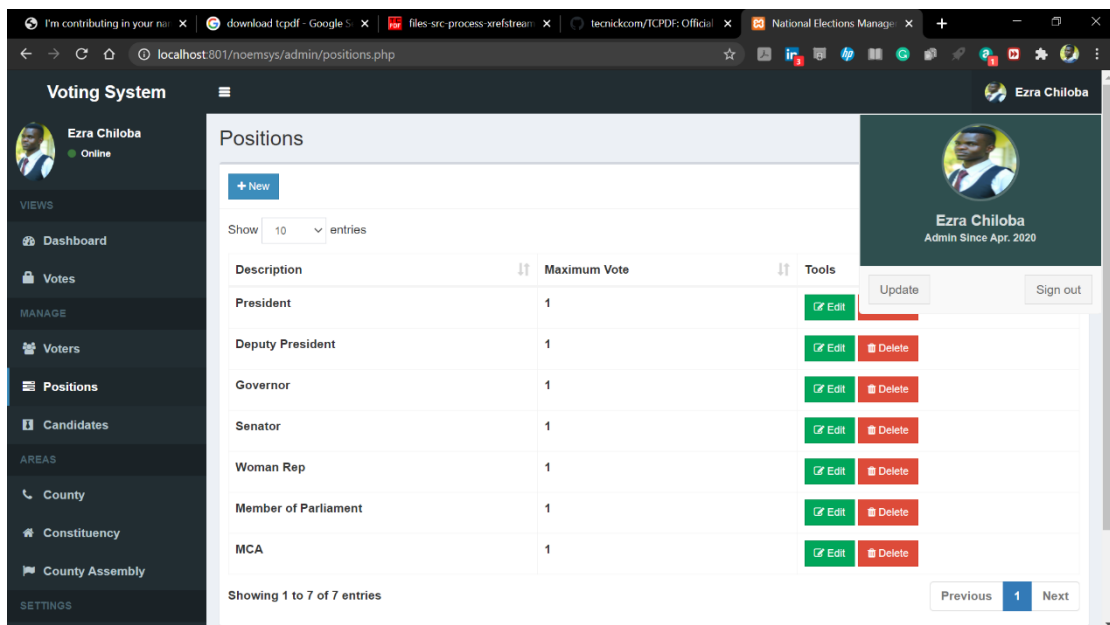 I'm contributing in your nar
download tcpdf - Google S
files-src-process-xrefstream
tecnickcom/TCPDF: Official
National Elections Manage
localhost:801/noemsys/admin/positions.php
Voting System
Ezra Chiloba
Ezra Chiloba
Online
Positions
Ezra Chiloba
Admin Since Apr. 2020
Update
Sign out
+ New
VIEWS
Show 10 entries
Dashboard
Votes
MANAGE
Voters
Positions
Candidates
AREAS
County
Constituency
County Assembly
SETTINGS
Description Maximum Vote Tools
President 1 Edit
Deputy President 1 Edit Delete
Governor 1 Edit Delete
Senator 1 Edit Delete
Woman Rep 1 Edit Delete
Member of Parliament 1 Edit Delete
MCA 1 Edit Delete
Showing 1 to 7 of 7 entries
Previous 1 Next